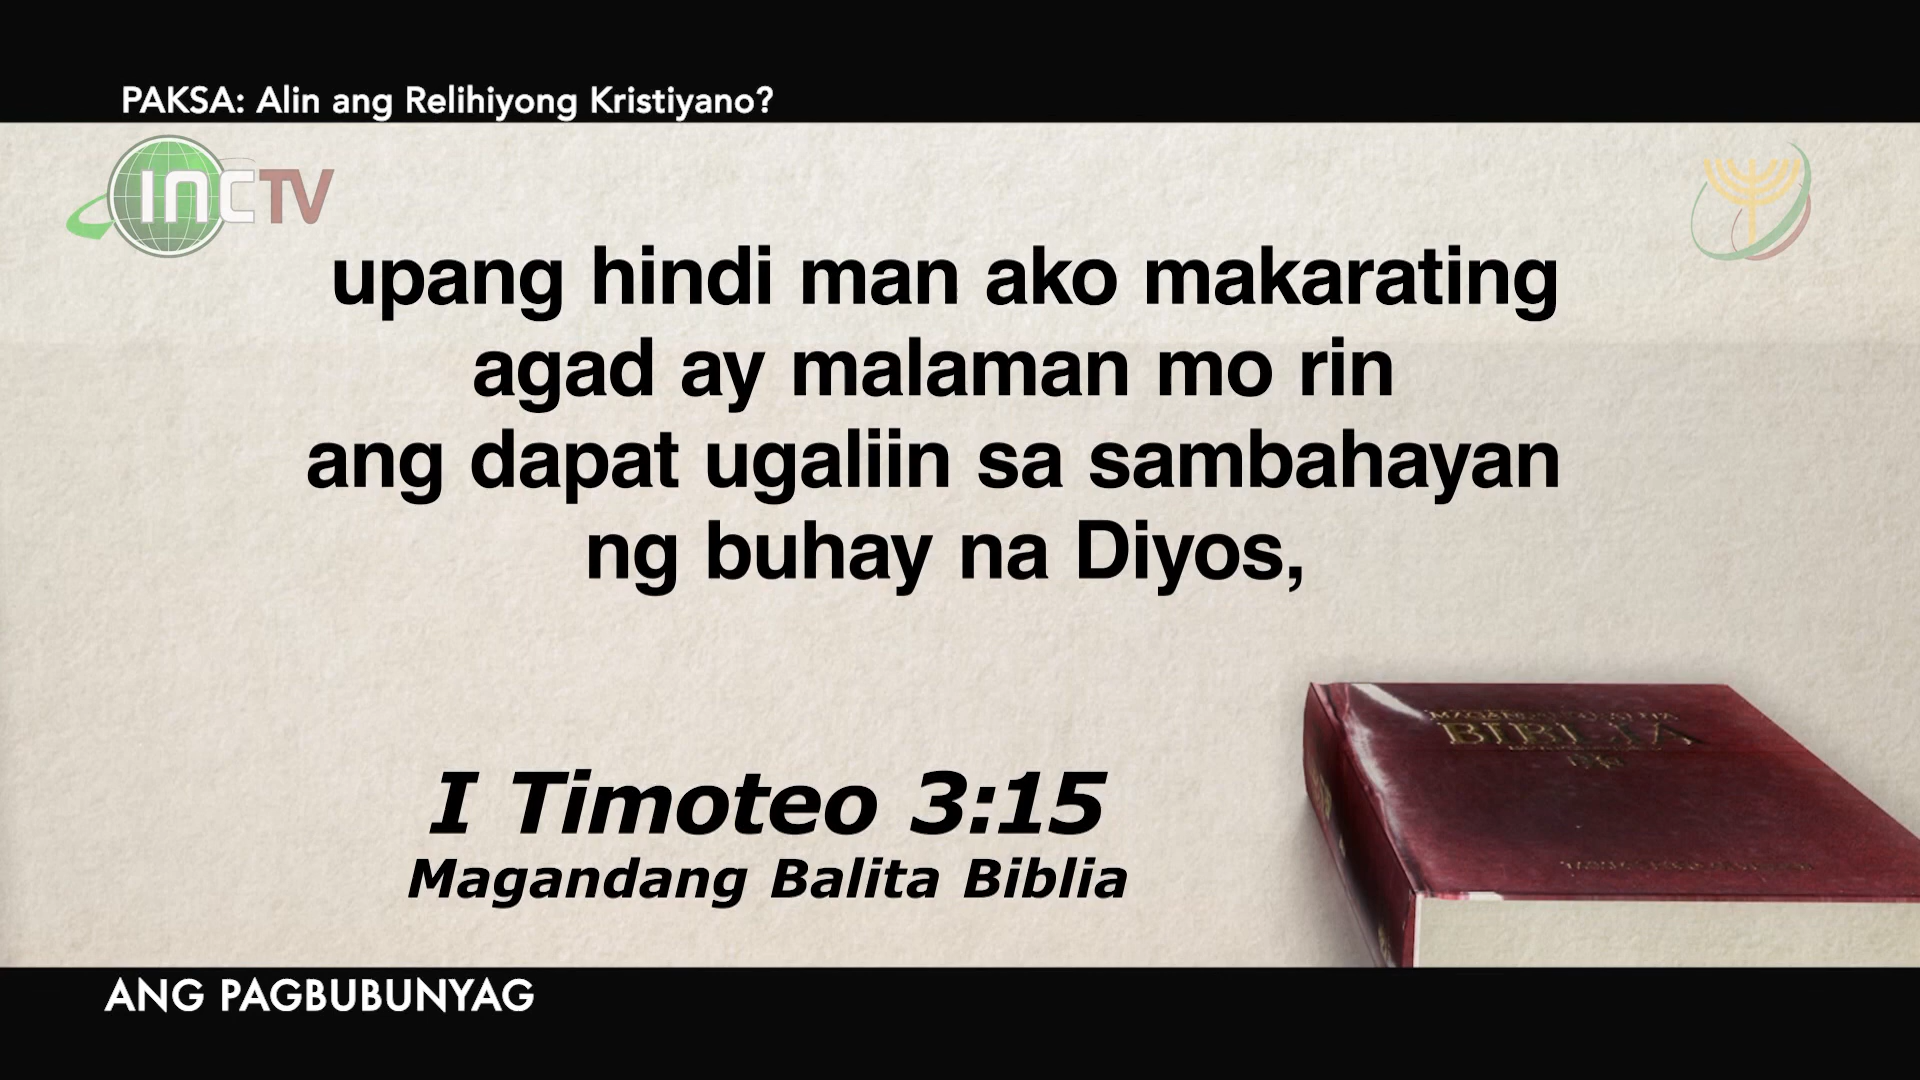 PAKSA: Alin ang Relihiyong Kristiyano?
INCTV
upang hindi man ako makarating
agad ay malaman mo rin
ang dapat ugaliin sa sambahayan
ng buhay na Diyos,
BIBLIA
I Timoteo 3:15
Magandang Balita Biblia
ANG PAGBUBUNYAG